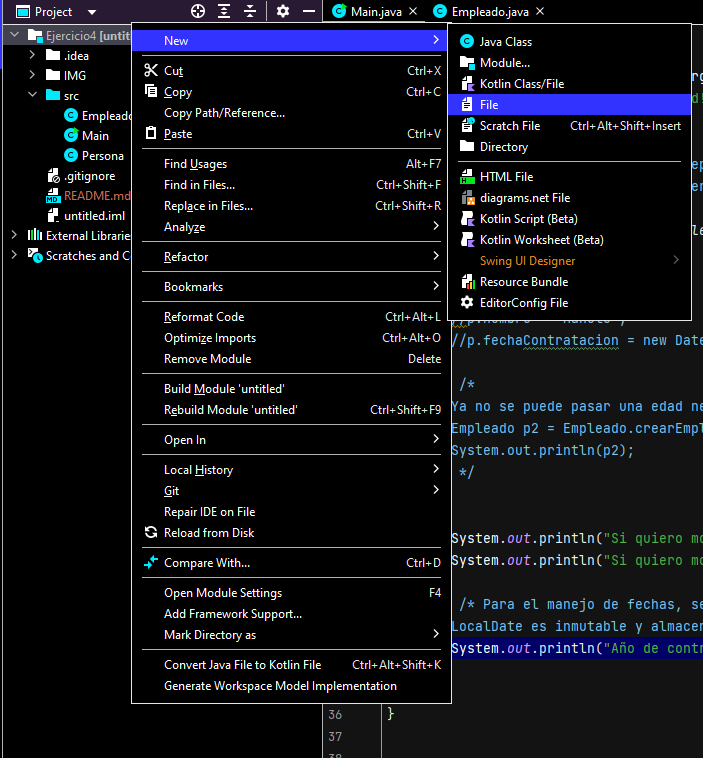 Project
Main.java
Empleado.java
Ejercicio4 [untit
.idea
IMG
src
Empleado
Main
Persona
.gitignore
README.md
untitled.iml
External Librarie
Scratches and C
New
Cut Ctrl+X
Copy Ctrl+C
Copy Path/Reference...
Paste Ctrl+V
Find Usages Alt+F7
Find in Files... Ctrl+Shift+F
Replace in Files... Ctrl+Shift+R
Analyze
Refactor
Bookmarks
Reformat Code Ctrl+Alt+L
Optimize Imports Ctrl+Alt+O
Remove Module Delete
Build Module 'untitled'
Rebuild Module 'untitled' Ctrl+Shift+F9
Open In
Local History
Git
Repair IDE on File
Reload from Disk
Compare With... Ctrl+D
Open Module Settings F4
Add Framework Support...
Mark Directory as
Convert Java File to Kotlin File Ctrl+Alt+Shift+K
Generate Workspace Model Implementation
Java Class
Module...
Kotlin Class/File
File
Scratch File Ctrl+Alt+Shift+Insert
Directory
HTML File
diagrams.net File
Kotlin Script (Beta)
Kotlin Worksheet (Beta)
Swing UI Designer
Resource Bundle
EditorConfig File
//p.fechaContratacion = new Date
/*
Ya no se puede pasar una edad ne
Empleado p2 = Empleado.crearEmpl
System.out.println(p2);
*/
System.out.println("Si quiero mo
System.out.println("Si quiero mo
/* Para el manejo de fechas, se
LocalDate es inmutable y almacen
System.out.println("Año de contr
36 }
37
38